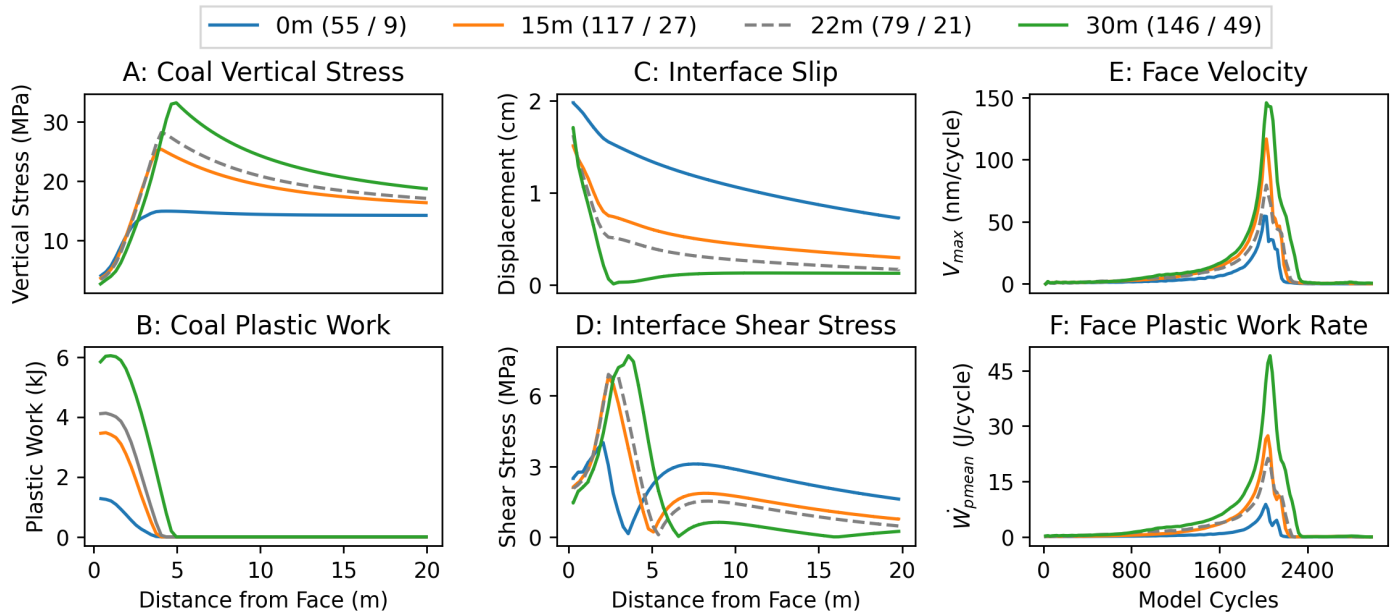 0m (55 / 9) 15m (117 / 27) 22m (79 / 21) 30m (146 / 49)
A: Coal Vertical Stress
Vertical Stress (MPa)
30
20
10
C: Interface Slip
Displacement (cm)
2
1
0
E: Face Velocity
V_max (nm/cycle)
150
100
50
0
B: Coal Plastic Work
Plastic Work (kJ)
6
4
2
0
0 5 10 15 20
Distance from Face (m)
D: Interface Shear Stress
Shear Stress (MPa)
6
3
0
0 5 10 15 20
Distance from Face (m)
F: Face Plastic Work Rate
Ẇ_pmean (J/cycle)
45
30
15
0
0 800 1600 2400
Model Cycles